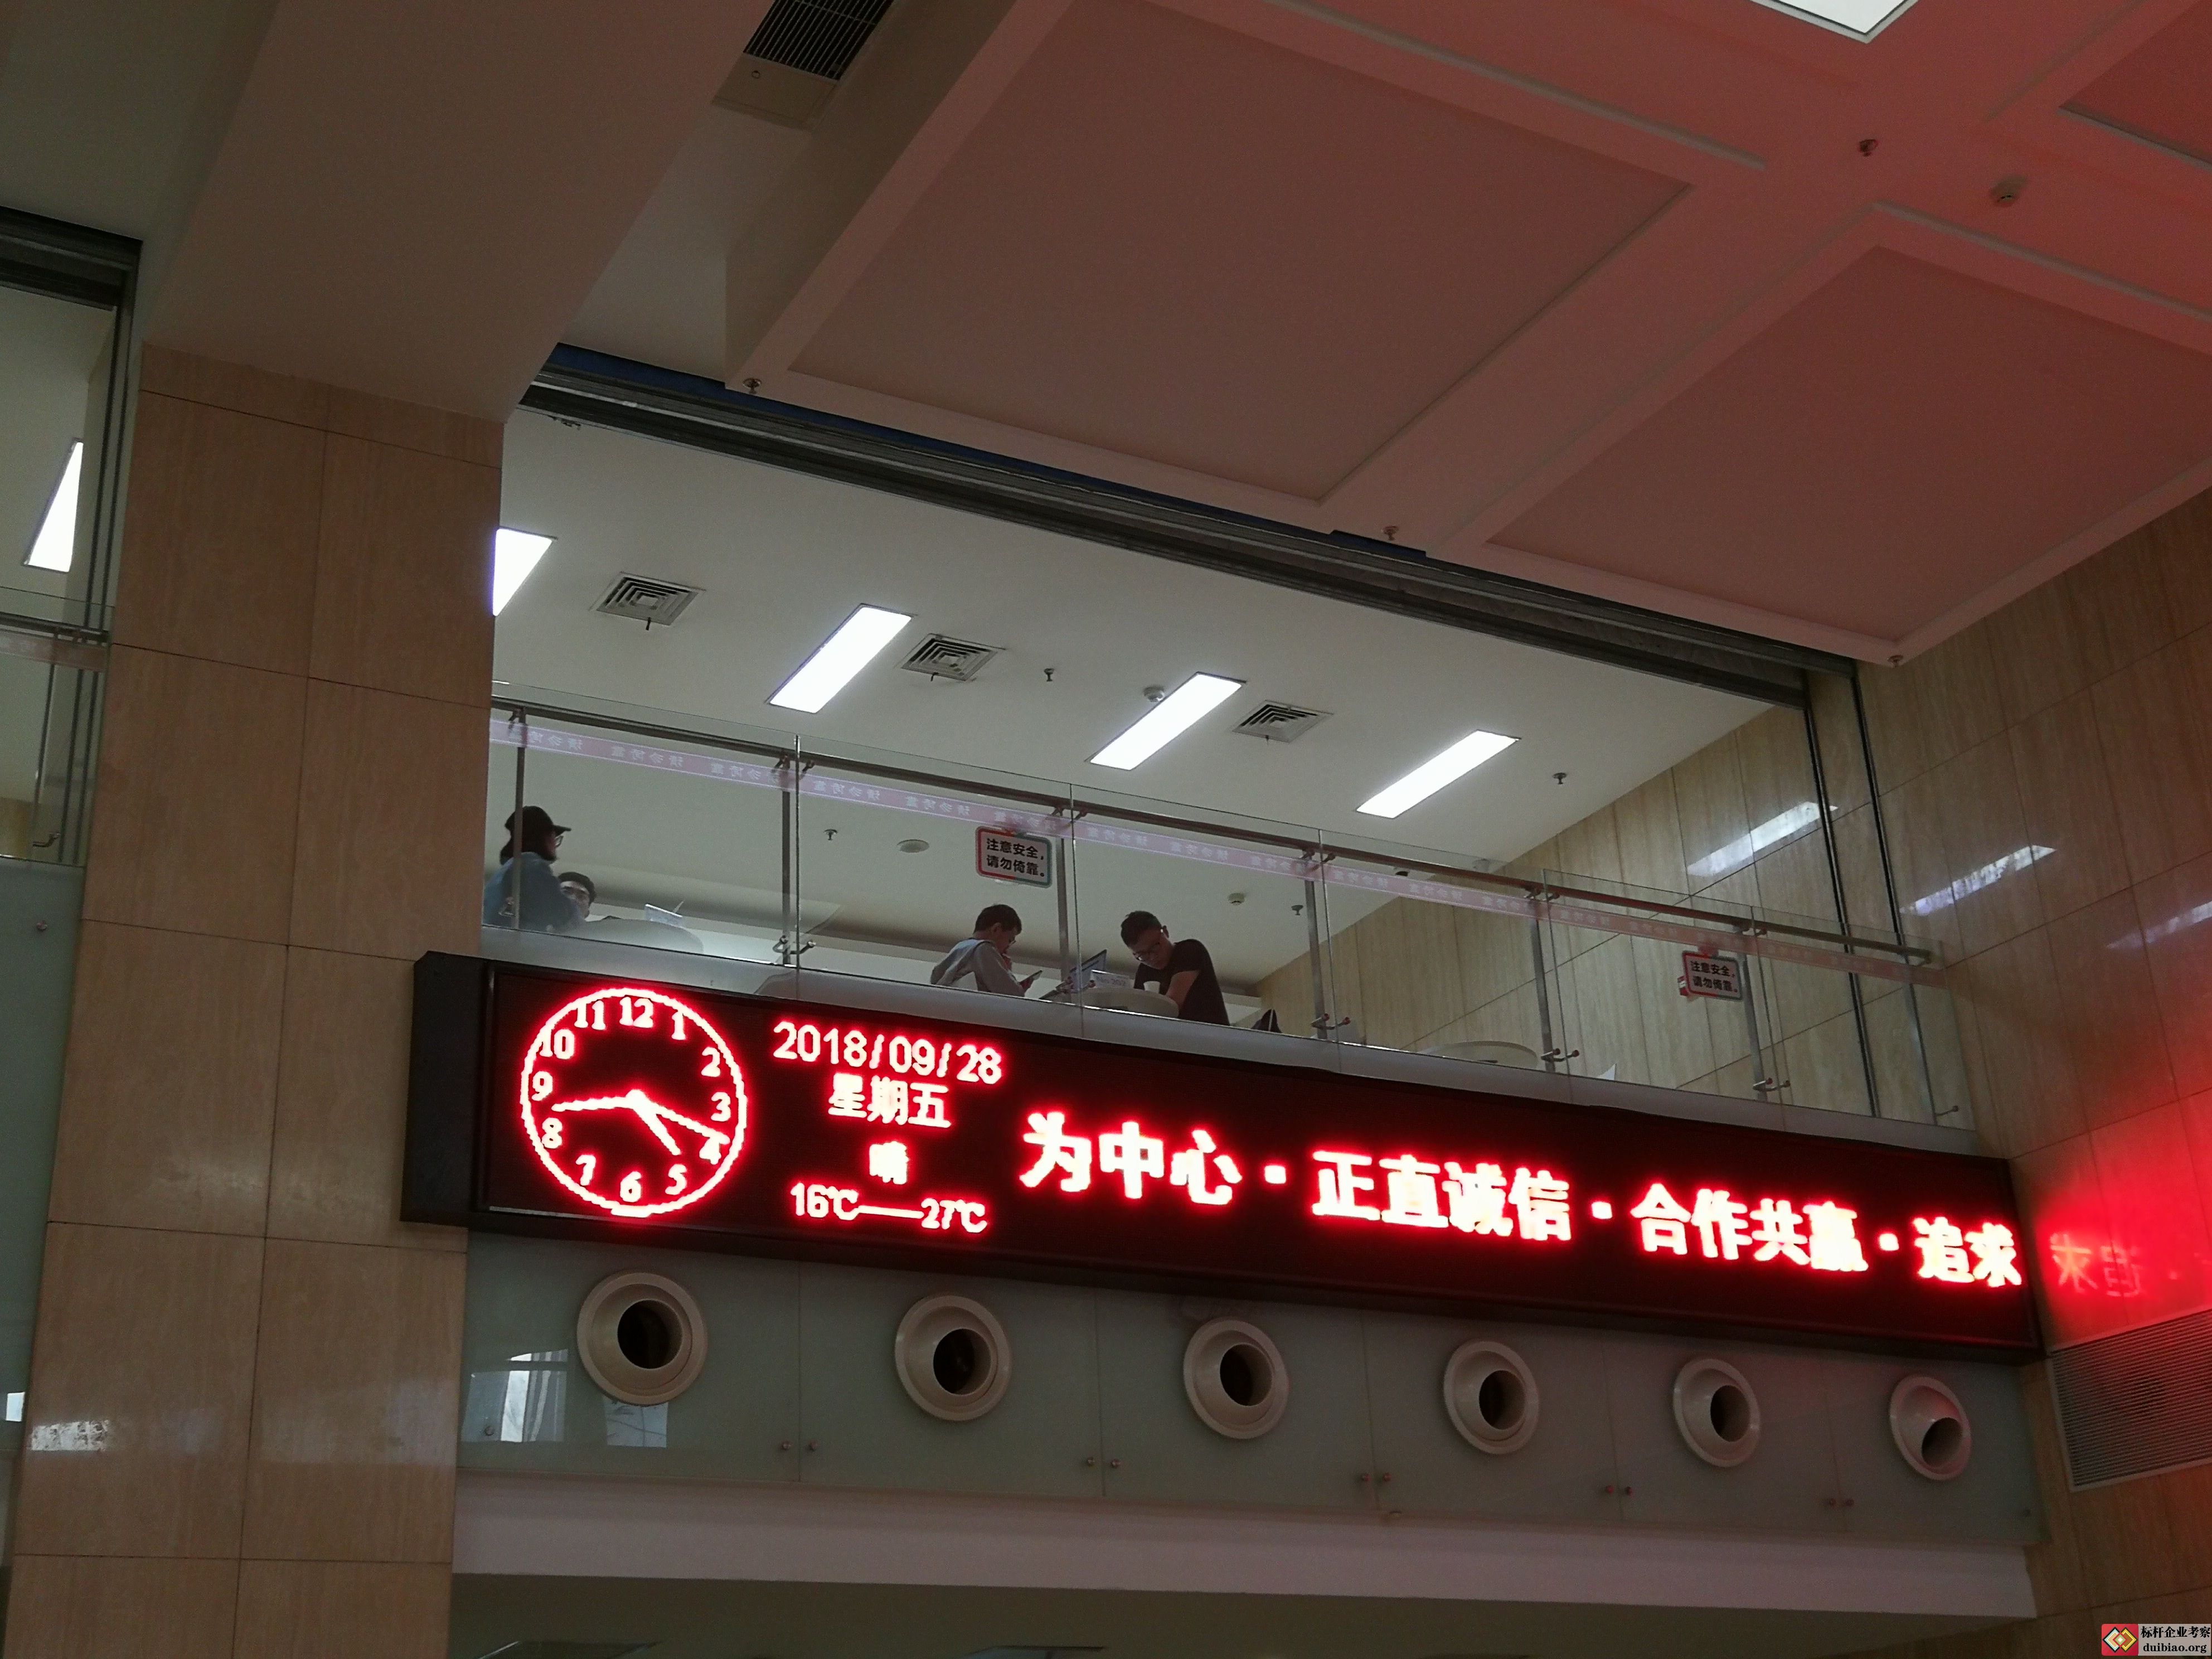 注意安全，
请勿倚靠。
注意安全，
请勿倚靠。
12
1
2
3
4
5
6
7
8
9
10
11
2018/09/28
星期五
晴
16℃——27℃
为中心·正直诚信·合作共赢·追求
标杆企业考察
duibiao.org